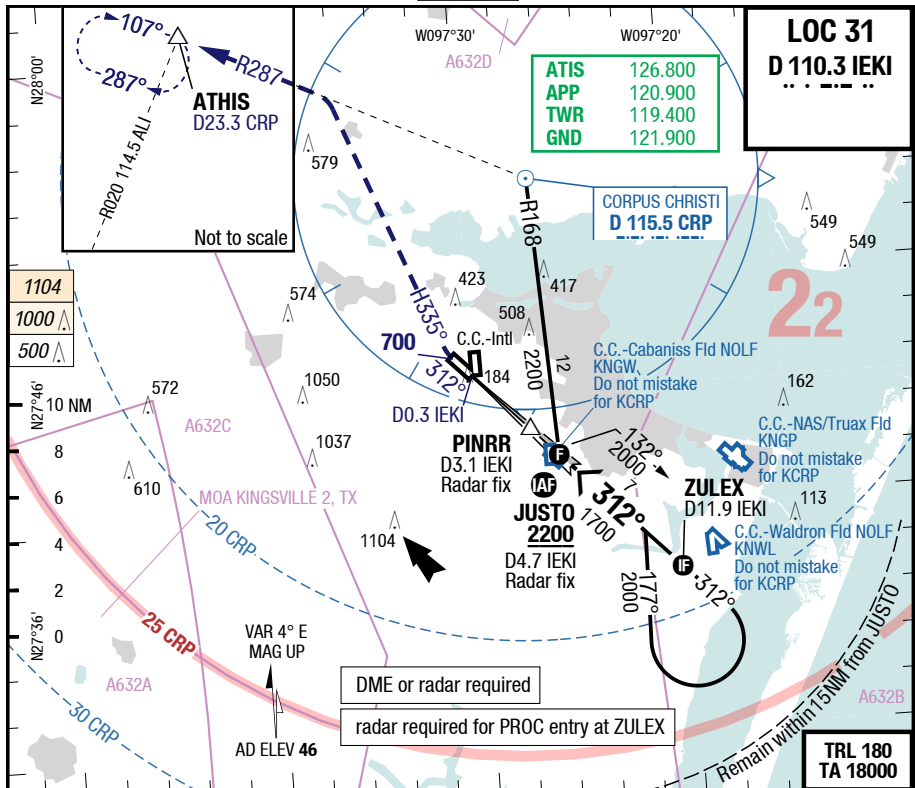 LOC 31
D 110.3 IEKI
W097°30'
W097°20'
N28°00'
A632D
107°
287°
ATHIS
D23.3 CRP
R020 114.5 ALI
Not to scale
R287
ATIS 126.800
APP 120.900
TWR 119.400
GND 121.900
579
CORPUS CHRISTI
D 115.5 CRP
549
549
R168
1104
1000
500
574
423
417
508
H335°
22
700
C.C.-Intl
312°
184
12
2200
D0.3 IEKI
C.C.-Cabaniss Fld NOLF
KNGW
Do not mistake
for KCRP
572
1050
162
N27°46'
10 NM
8
6
4
2
0
N27°36'
A632C
1037
610
PINRR
D3.1 IEKI
Radar fix
F
IAF
132°
2000
C.C.-NAS/Truax Fld
KNGP
Do not mistake
for KCRP
MOA KINGSVILLE 2, TX
JUSTO
2200
D4.7 IEKI
Radar fix
7
312°
1700
ZULEX
D11.9 IEKI
113
C.C.-Waldron Fld NOLF
KNWL
Do not mistake
for KCRP
1104
20 CRP
IF
312°
177°
2000
25 CRP
VAR 4° E
MAG UP
A632A
30 CRP
AD ELEV 46
DME or radar required
radar required for PROC entry at ZULEX
Remain within 15 NM from JUSTO
A632B
TRL 180
TA 18000